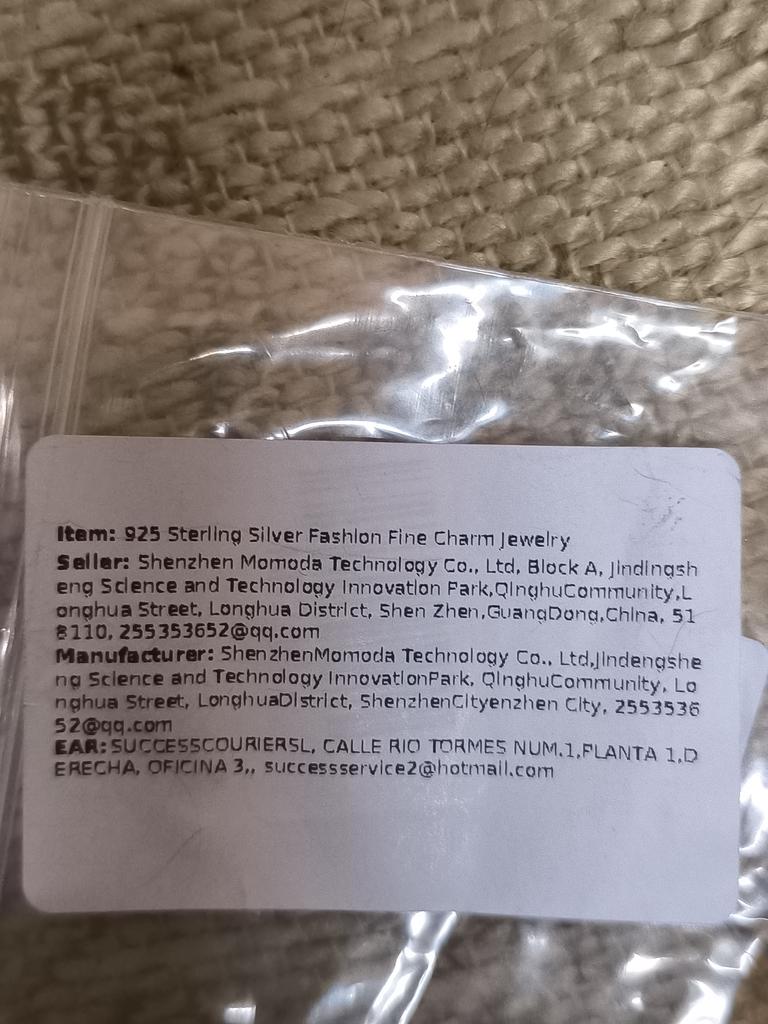 Item: 925 Sterling Silver Fashion Fine Charm Jewelry
Seller: Shenzhen Momoda Technology Co., Ltd, Block A, Jindingsh
eng Science and Technology Innovation Park,QinghuCommunity,L
onghua Street, Longhua District, Shen Zhen,GuangDong,China, 51
8110, 255353652@qq.com
Manufacturer: ShenzhenMomoda Technology Co., Ltd,Jindengshe
ng Science and Technology InnovationPark, QinghuCommunity, Lo
nghua Street, LonghuaDistrict, ShenzhenCityenzhen City, 2553536
52@qq.com
EAR: SUCCESSCOURIERSL, CALLE RIO TORMES NUM.1,PLANTA 1,D
ERECHA, OFICINA 3,, successservice2@hotmail.com